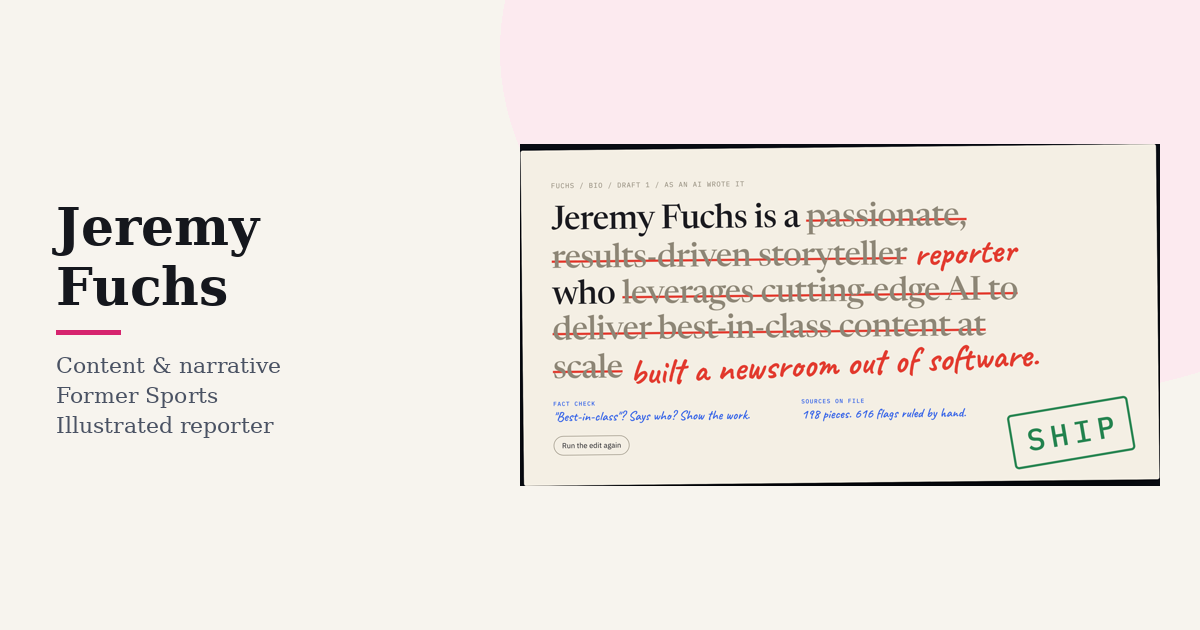 Jeremy
Fuchs
Content & narrative
Former Sports
Illustrated reporter
FUCHS / BIO / DRAFT 1 / AS AN AI WROTE IT
Jeremy Fuchs is a passionate,
results-driven storyteller reporter
who leverages cutting-edge AI to
deliver best-in-class content at
scale built a newsroom out of software.
FACT CHECK
"Best-in-class"? Says who? Show the work.
SOURCES ON FILE
198 pieces. 616 flags ruled by hand.
Run the edit again
SHIP